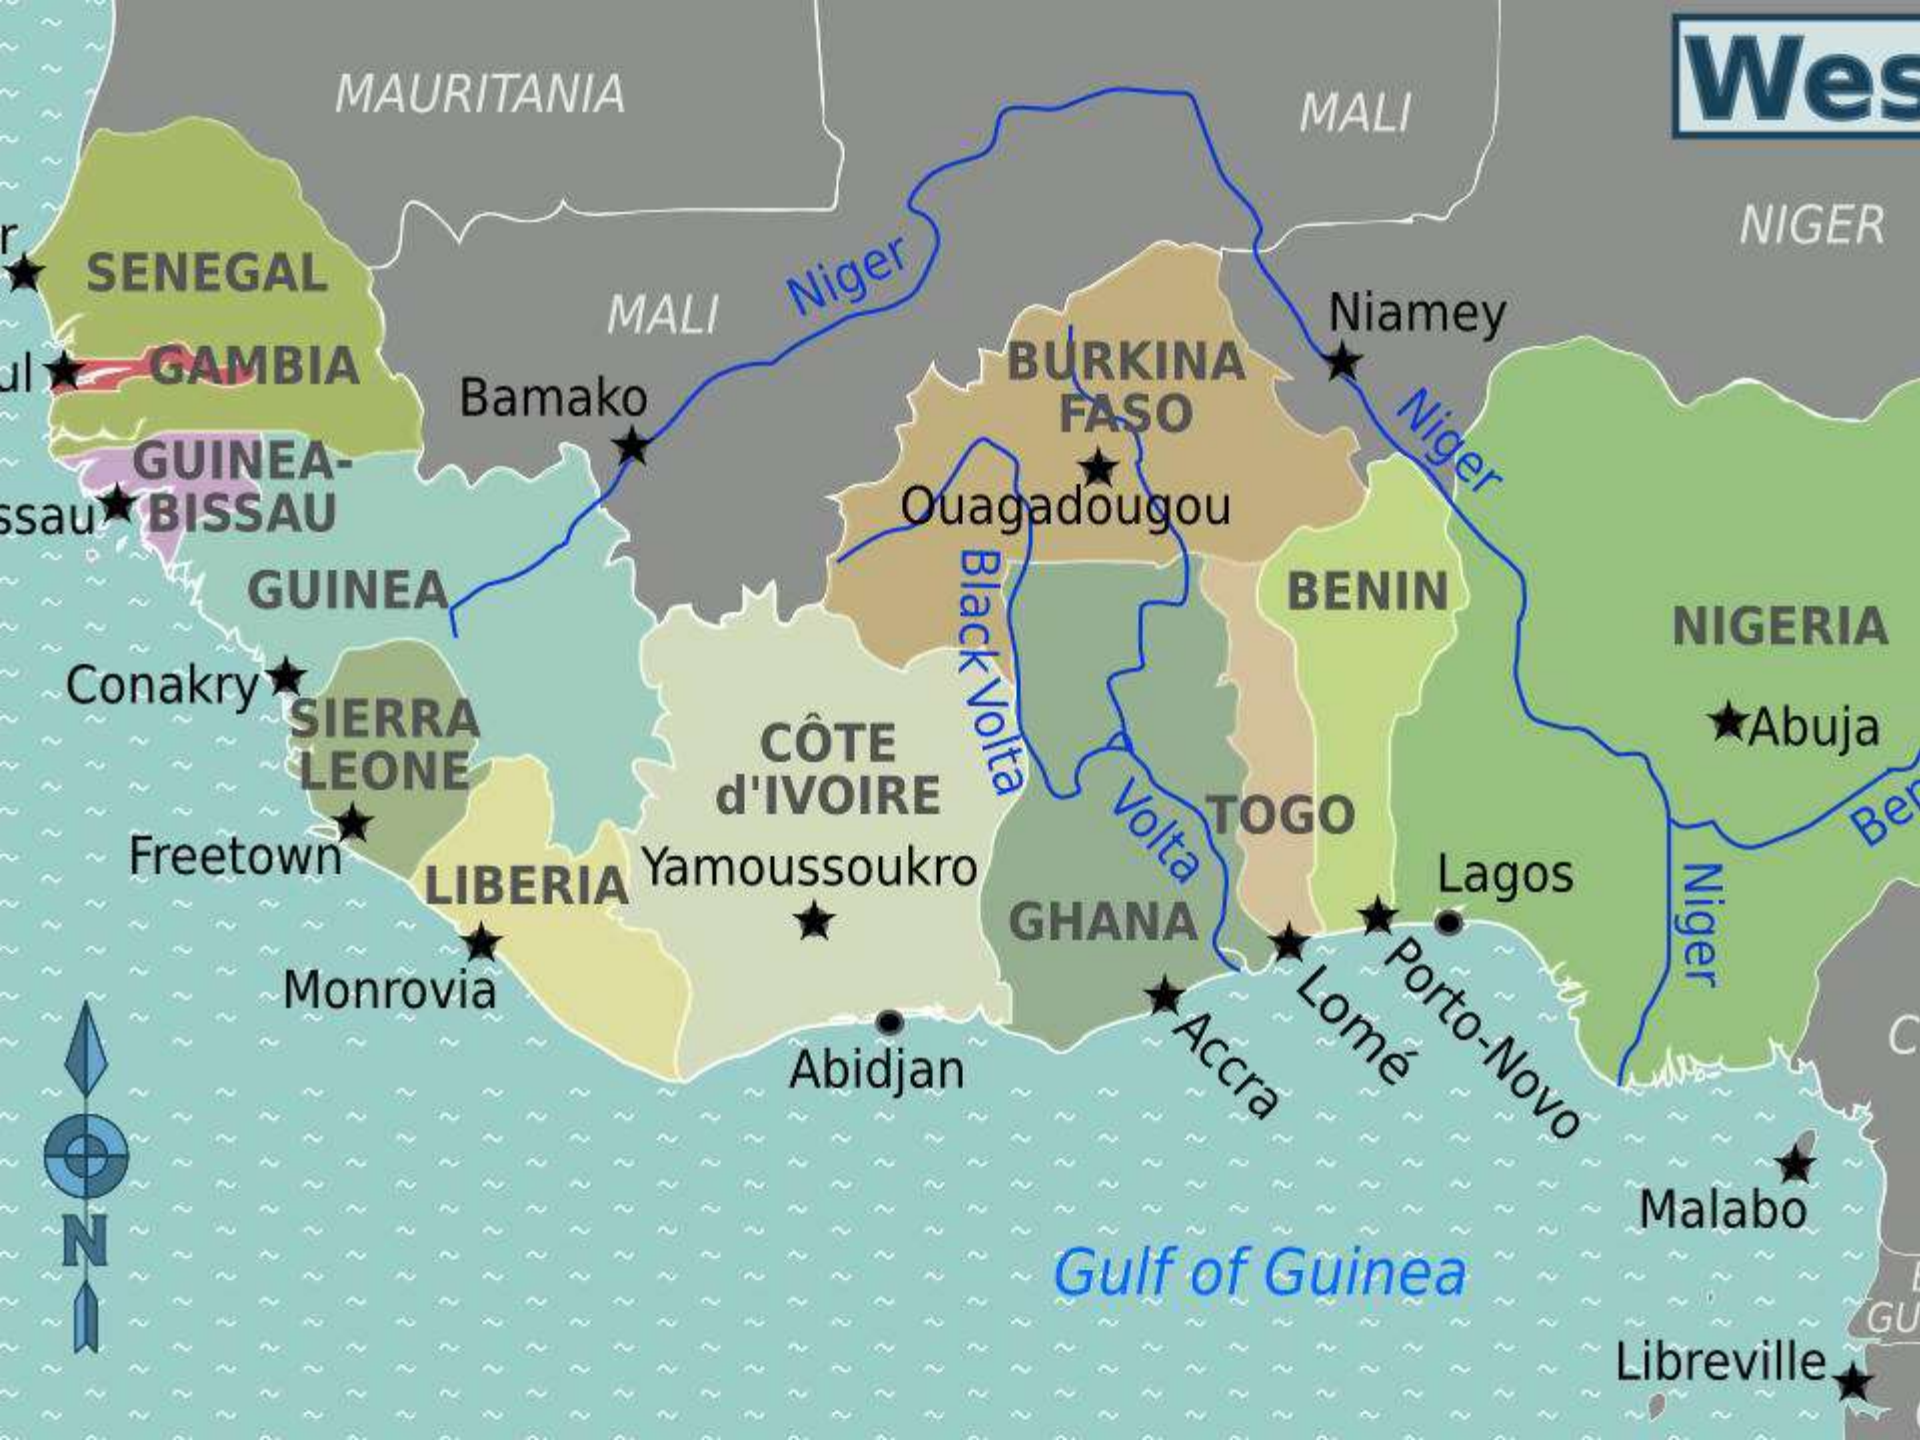 Wes
MAURITANIA
MALI
NIGER
SENEGAL
Niger
MALI
Niamey
GAMBIA
BURKINA
FASO
Bamako
Niger
GUINEA-
BISSAU
Ouagadougou
GUINEA
BENIN
Black Volta
NIGERIA
Conakry
SIERRA
LEONE
CÔTE
d'IVOIRE
Abuja
Volta
TOGO
Freetown
LIBERIA
Yamoussoukro
Lagos
GHANA
Niger
Monrovia
Porto-Novo
Lomé
Accra
Abidjan
Malabo
N
Gulf of Guinea
Libreville